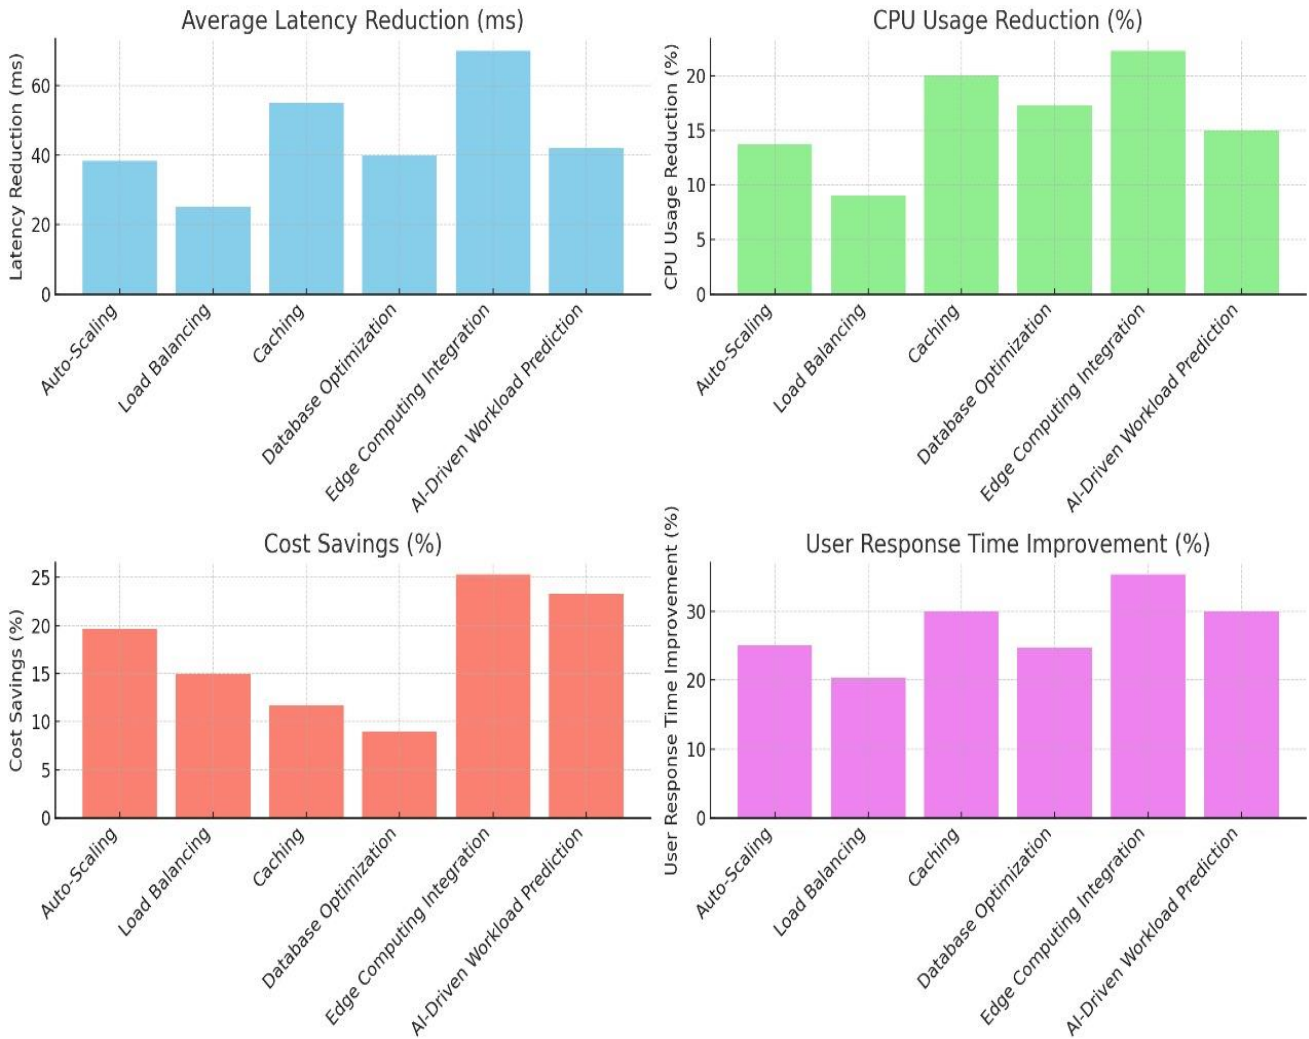 Average Latency Reduction (ms)
Latency Reduction (ms)
60
40
20
0
Auto-Scaling
Load Balancing
Caching
Database Optimization
Edge Computing Integration
AI-Driven Workload Prediction
CPU Usage Reduction (%)
CPU Usage Reduction (%)
20
15
10
5
0
Auto-Scaling
Load Balancing
Caching
Database Optimization
Edge Computing Integration
AI-Driven Workload Prediction
Cost Savings (%)
Cost Savings (%)
25
20
15
10
5
0
Auto-Scaling
Load Balancing
Caching
Database Optimization
Edge Computing Integration
AI-Driven Workload Prediction
User Response Time Improvement (%)
User Response Time Improvement (%)
30
20
10
0
Auto-Scaling
Load Balancing
Caching
Database Optimization
Edge Computing Integration
AI-Driven Workload Prediction